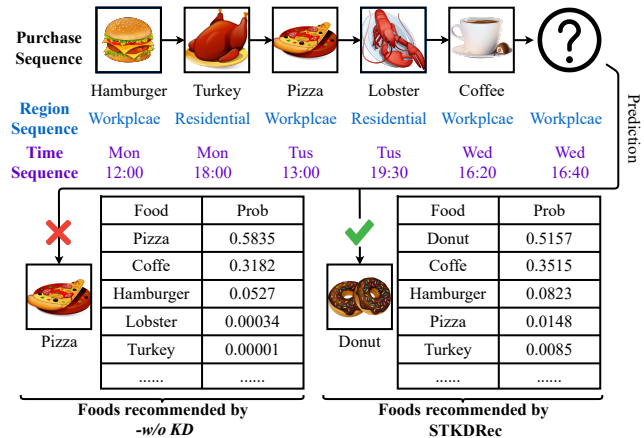 Purchase
Sequence
Hamburger Turkey Pizza Lobster Coffee
Region
Sequence
Workplcae Residential Workplcae Residential Workplcae Workplcae
Time
Sequence
Mon Mon Tus Tus Wed Wed
12:00 18:00 13:00 19:30 16:20 16:40
Prediction
Food Prob
Pizza 0.5835
Coffe 0.3182
Hamburger 0.0527
Lobster 0.00034
Turkey 0.00001
...... ......
Pizza
Food Prob
Donut 0.5157
Coffe 0.3515
Hamburger 0.0823
Pizza 0.0148
Turkey 0.0085
...... ......
Donut
Foods recommended by
-w/o KD
Foods recommended by
STKDRec